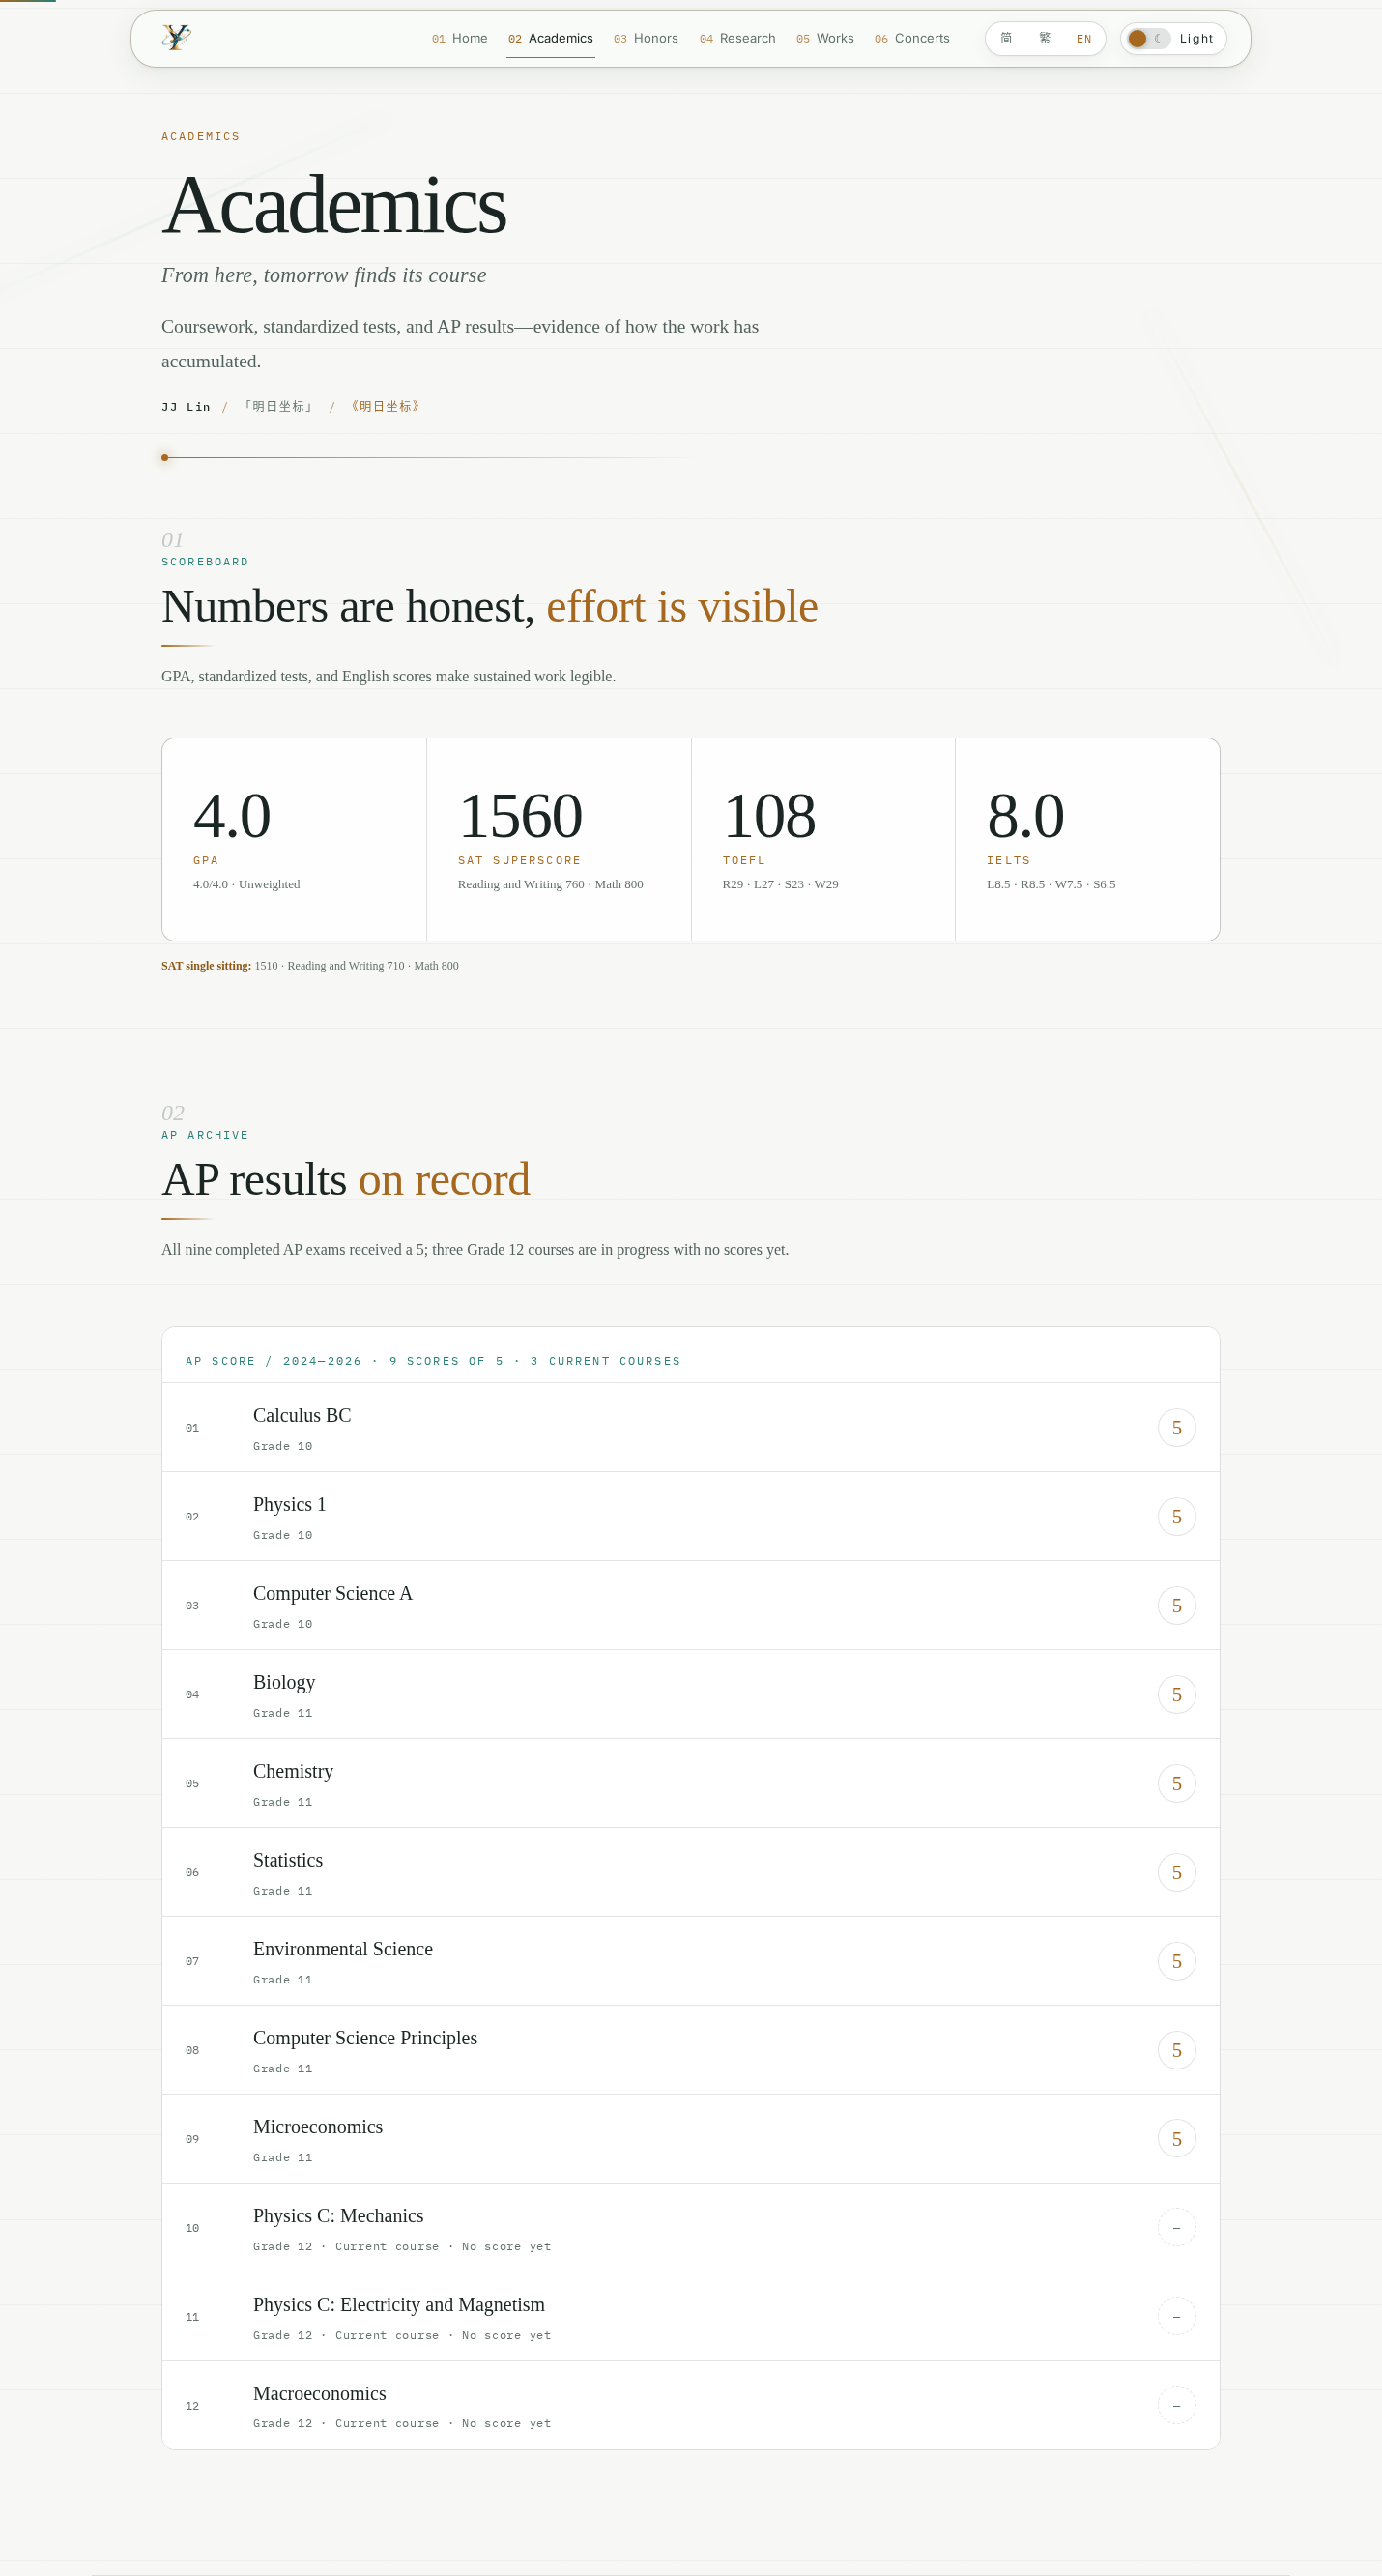 01 Home 02 Academics 03 Honors 04 Research 05 Works 06 Concerts 简 繁 EN Light
ACADEMICS
Academics
From here, tomorrow finds its course
Coursework, standardized tests, and AP results—evidence of how the work has
accumulated.
JJ Lin / 「明日坐标」 / 《明日坐标》
01
SCOREBOARD
Numbers are honest, effort is visible
GPA, standardized tests, and English scores make sustained work legible.
4.0
GPA
4.0/4.0 · Unweighted
1560
SAT SUPERSCORE
Reading and Writing 760 · Math 800
108
TOEFL
R29 · L27 · S23 · W29
8.0
IELTS
L8.5 · R8.5 · W7.5 · S6.5
SAT single sitting: 1510 · Reading and Writing 710 · Math 800
02
AP ARCHIVE
AP results on record
All nine completed AP exams received a 5; three Grade 12 courses are in progress with no scores yet.
AP SCORE / 2024—2026 · 9 SCORES OF 5 · 3 CURRENT COURSES
01 Calculus BC 5
Grade 10
02 Physics 1 5
Grade 10
03 Computer Science A 5
Grade 10
04 Biology 5
Grade 11
05 Chemistry 5
Grade 11
06 Statistics 5
Grade 11
07 Environmental Science 5
Grade 11
08 Computer Science Principles 5
Grade 11
09 Microeconomics 5
Grade 11
10 Physics C: Mechanics –
Grade 12 · Current course · No score yet
11 Physics C: Electricity and Magnetism –
Grade 12 · Current course · No score yet
12 Macroeconomics –
Grade 12 · Current course · No score yet